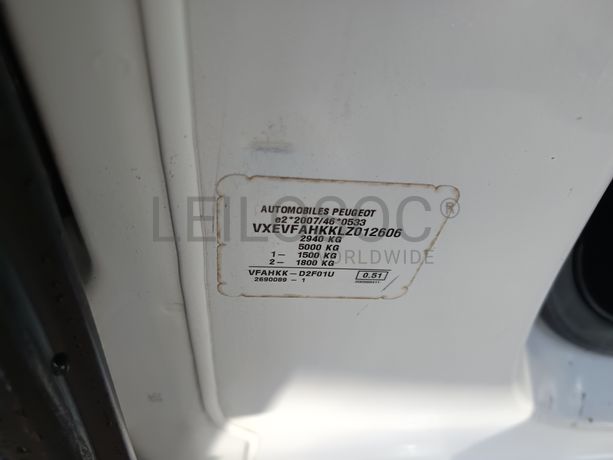 AUTOMOBILES PEUGEOT
e2*2007/46*0533
VXEVFAHKKLZ012606
2940 KG
5000 KG
1- 1500 KG
2- 1800 KG
VFAHKK-D2F01U 0.51
2690089 - 1
LEILOSOC®
WORLDWIDE